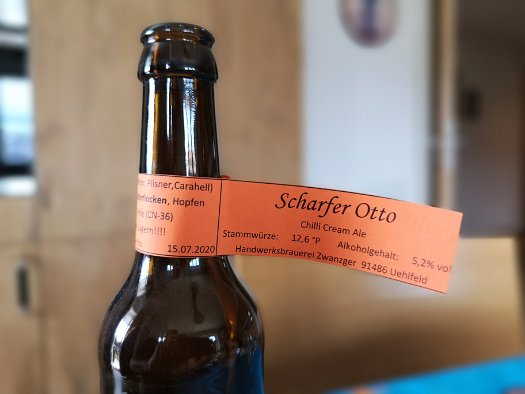 Pilsner,Carahell)
Hopfen
(CN-36)
15.07.2020
Scharfer Otto
Chilli Cream Ale
Stammwürze: 12,6 °P Alkoholgehalt: 5,2% vol
Handwerksbrauerei Zwanzger 91486 Uehlfeld